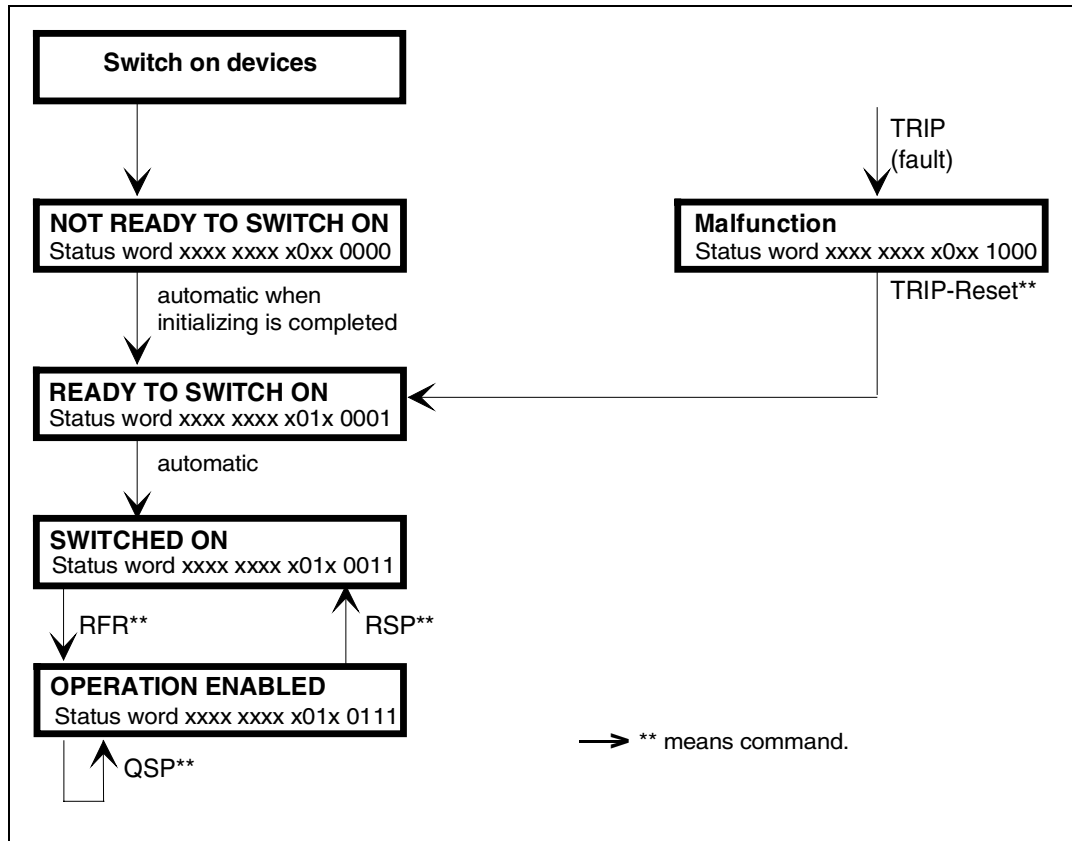 Switch on devices
TRIP
(fault)
NOT READY TO SWITCH ON
Status word xxxx xxxx x0xx 0000
Malfunction
Status word xxxx xxxx x0xx 1000
automatic when
initializing is completed
TRIP-Reset**
READY TO SWITCH ON
Status word xxxx xxxx x01x 0001
automatic
SWITCHED ON
Status word xxxx xxxx x01x 0011
RFR**
RSP**
OPERATION ENABLED
Status word xxxx xxxx x01x 0111
** means command.
QSP**